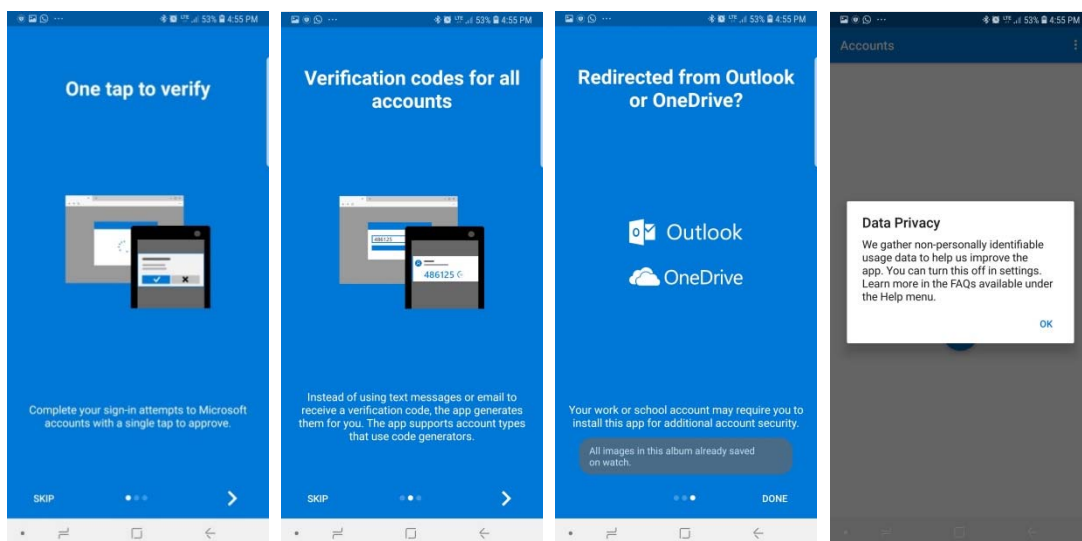 53% 4:55 PM
One tap to verify
Complete your sign-in attempts to Microsoft
accounts with a single tap to approve.
SKIP
53% 4:55 PM
Verification codes for all
accounts
486125
486125
Instead of using text messages or email to
receive a verification code, the app generates
them for you. The app supports account types
that use code generators.
SKIP
LTE 53% 4:55 PM
Redirected from Outlook
or OneDrive?
Outlook
OneDrive
Your work or school account may require you to
install this app for additional account security.
All images in this album already saved
on watch.
DONE
LTE 53% 4:55 PM
Accounts
Data Privacy
We gather non-personally identifiable
usage data to help us improve the
app. You can turn this off in settings.
Learn more in the FAQs available under
the Help menu.
OK